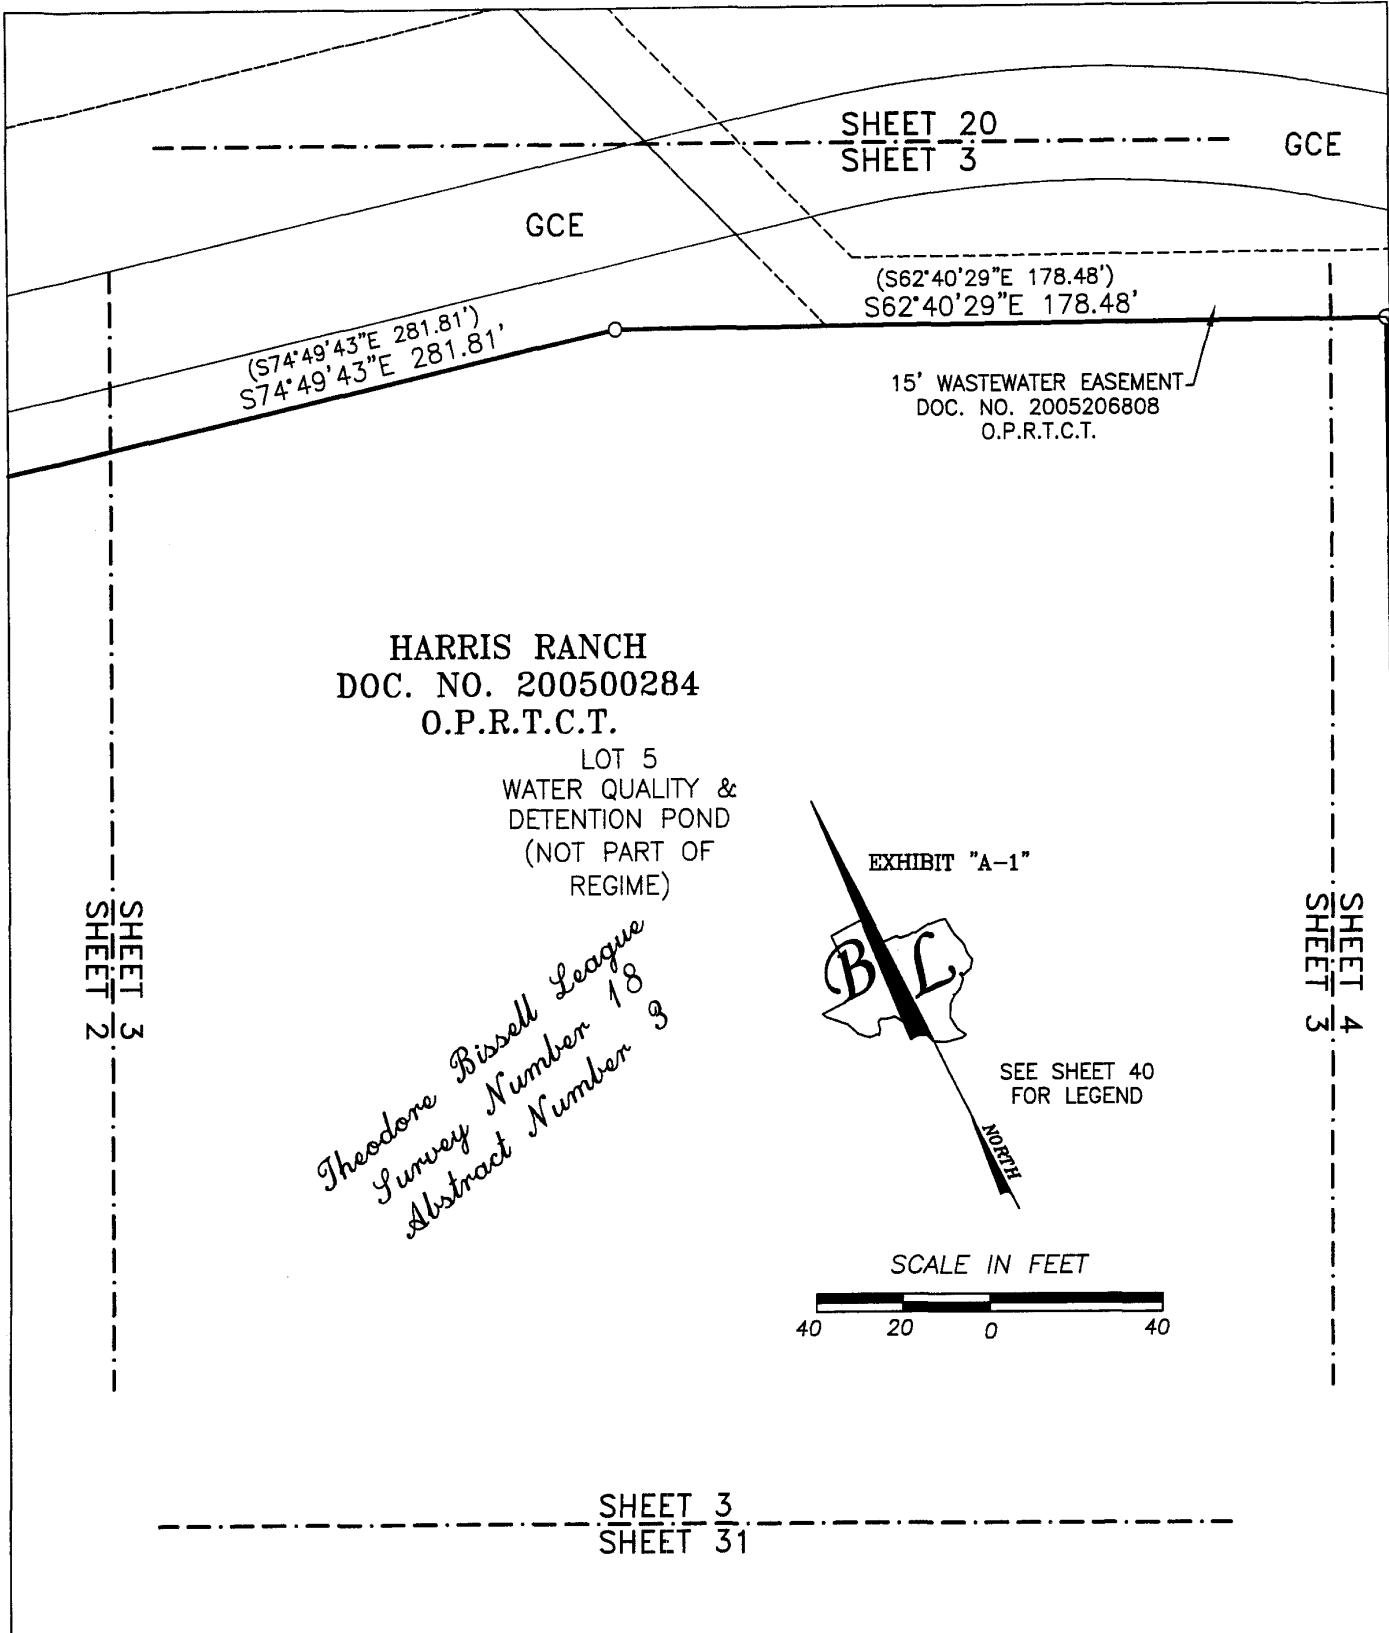 SHEET 20
SHEET 3
GCE
GCE
(S62°40'29"E 178.48')
S62°40'29"E 178.48'
(S74°49'43"E 281.81')
S74°49'43"E 281.81'
15' WASTEWATER EASEMENT
DOC. NO. 2005206808
O.P.R.T.C.T.
HARRIS RANCH
DOC. NO. 200500284
O.P.R.T.C.T.
LOT 5
WATER QUALITY &
DETENTION POND
(NOT PART OF
REGIME)
EXHIBIT "A-1"
B L
SHEET 3
SHEET 2
SHEET 4
SHEET 3
Theodore Bissell League
Survey Number 18
Abstract Number 3
SEE SHEET 40
FOR LEGEND
NORTH
SCALE IN FEET
40 20 0 40
SHEET 3
SHEET 31